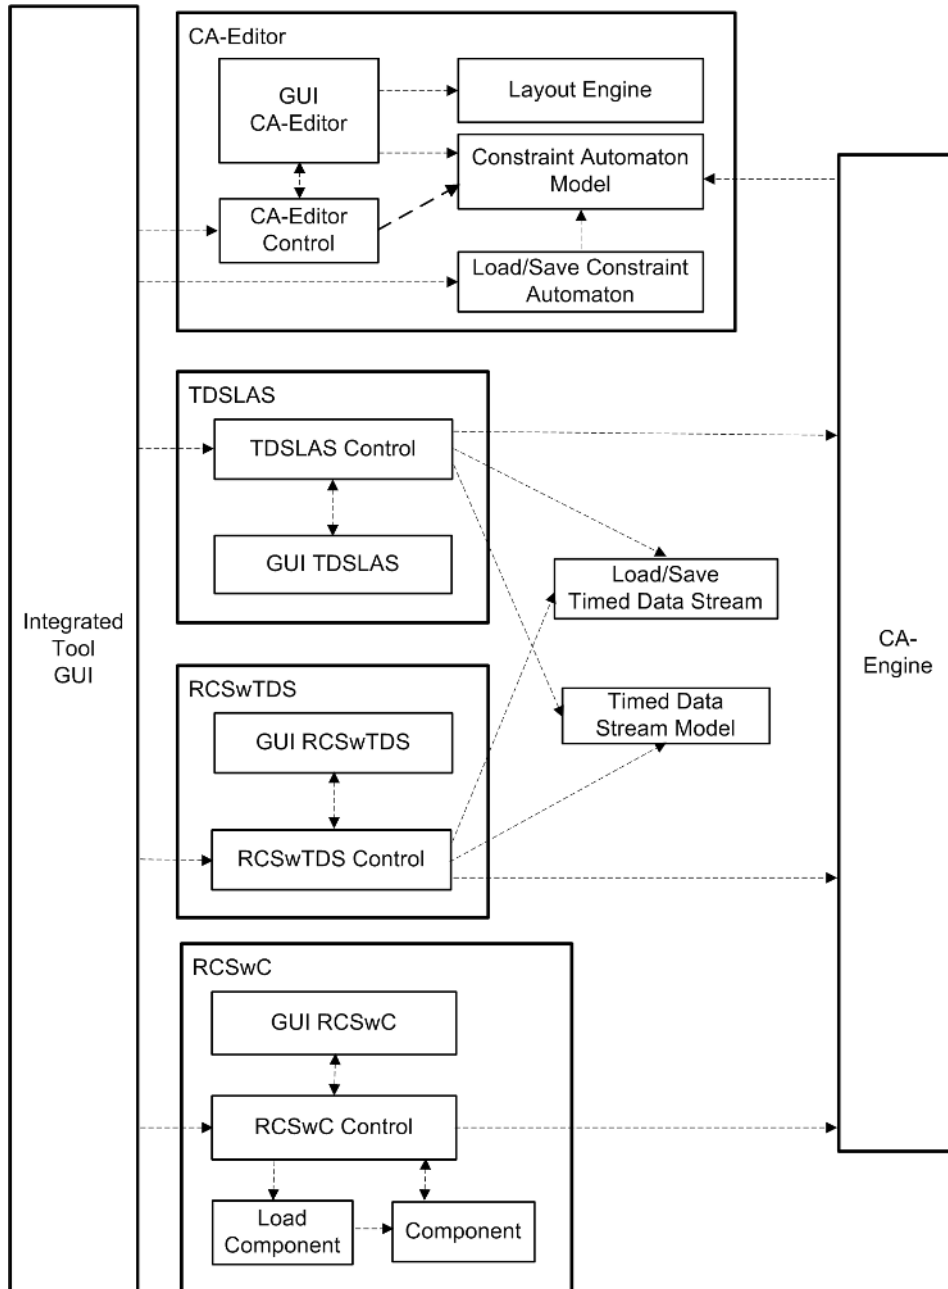 CA-Editor
GUI
CA-Editor
Layout Engine
Constraint Automaton
Model
CA-Editor
Control
Load/Save Constraint
Automaton
TDSLAS
TDSLAS Control
GUI TDSLAS
Load/Save
Timed Data Stream
Integrated
Tool
GUI
CA-
Engine
RCSwTDS
GUI RCSwTDS
Timed Data
Stream Model
RCSwTDS Control
RCSwC
GUI RCSwC
RCSwC Control
Load
Component
Component